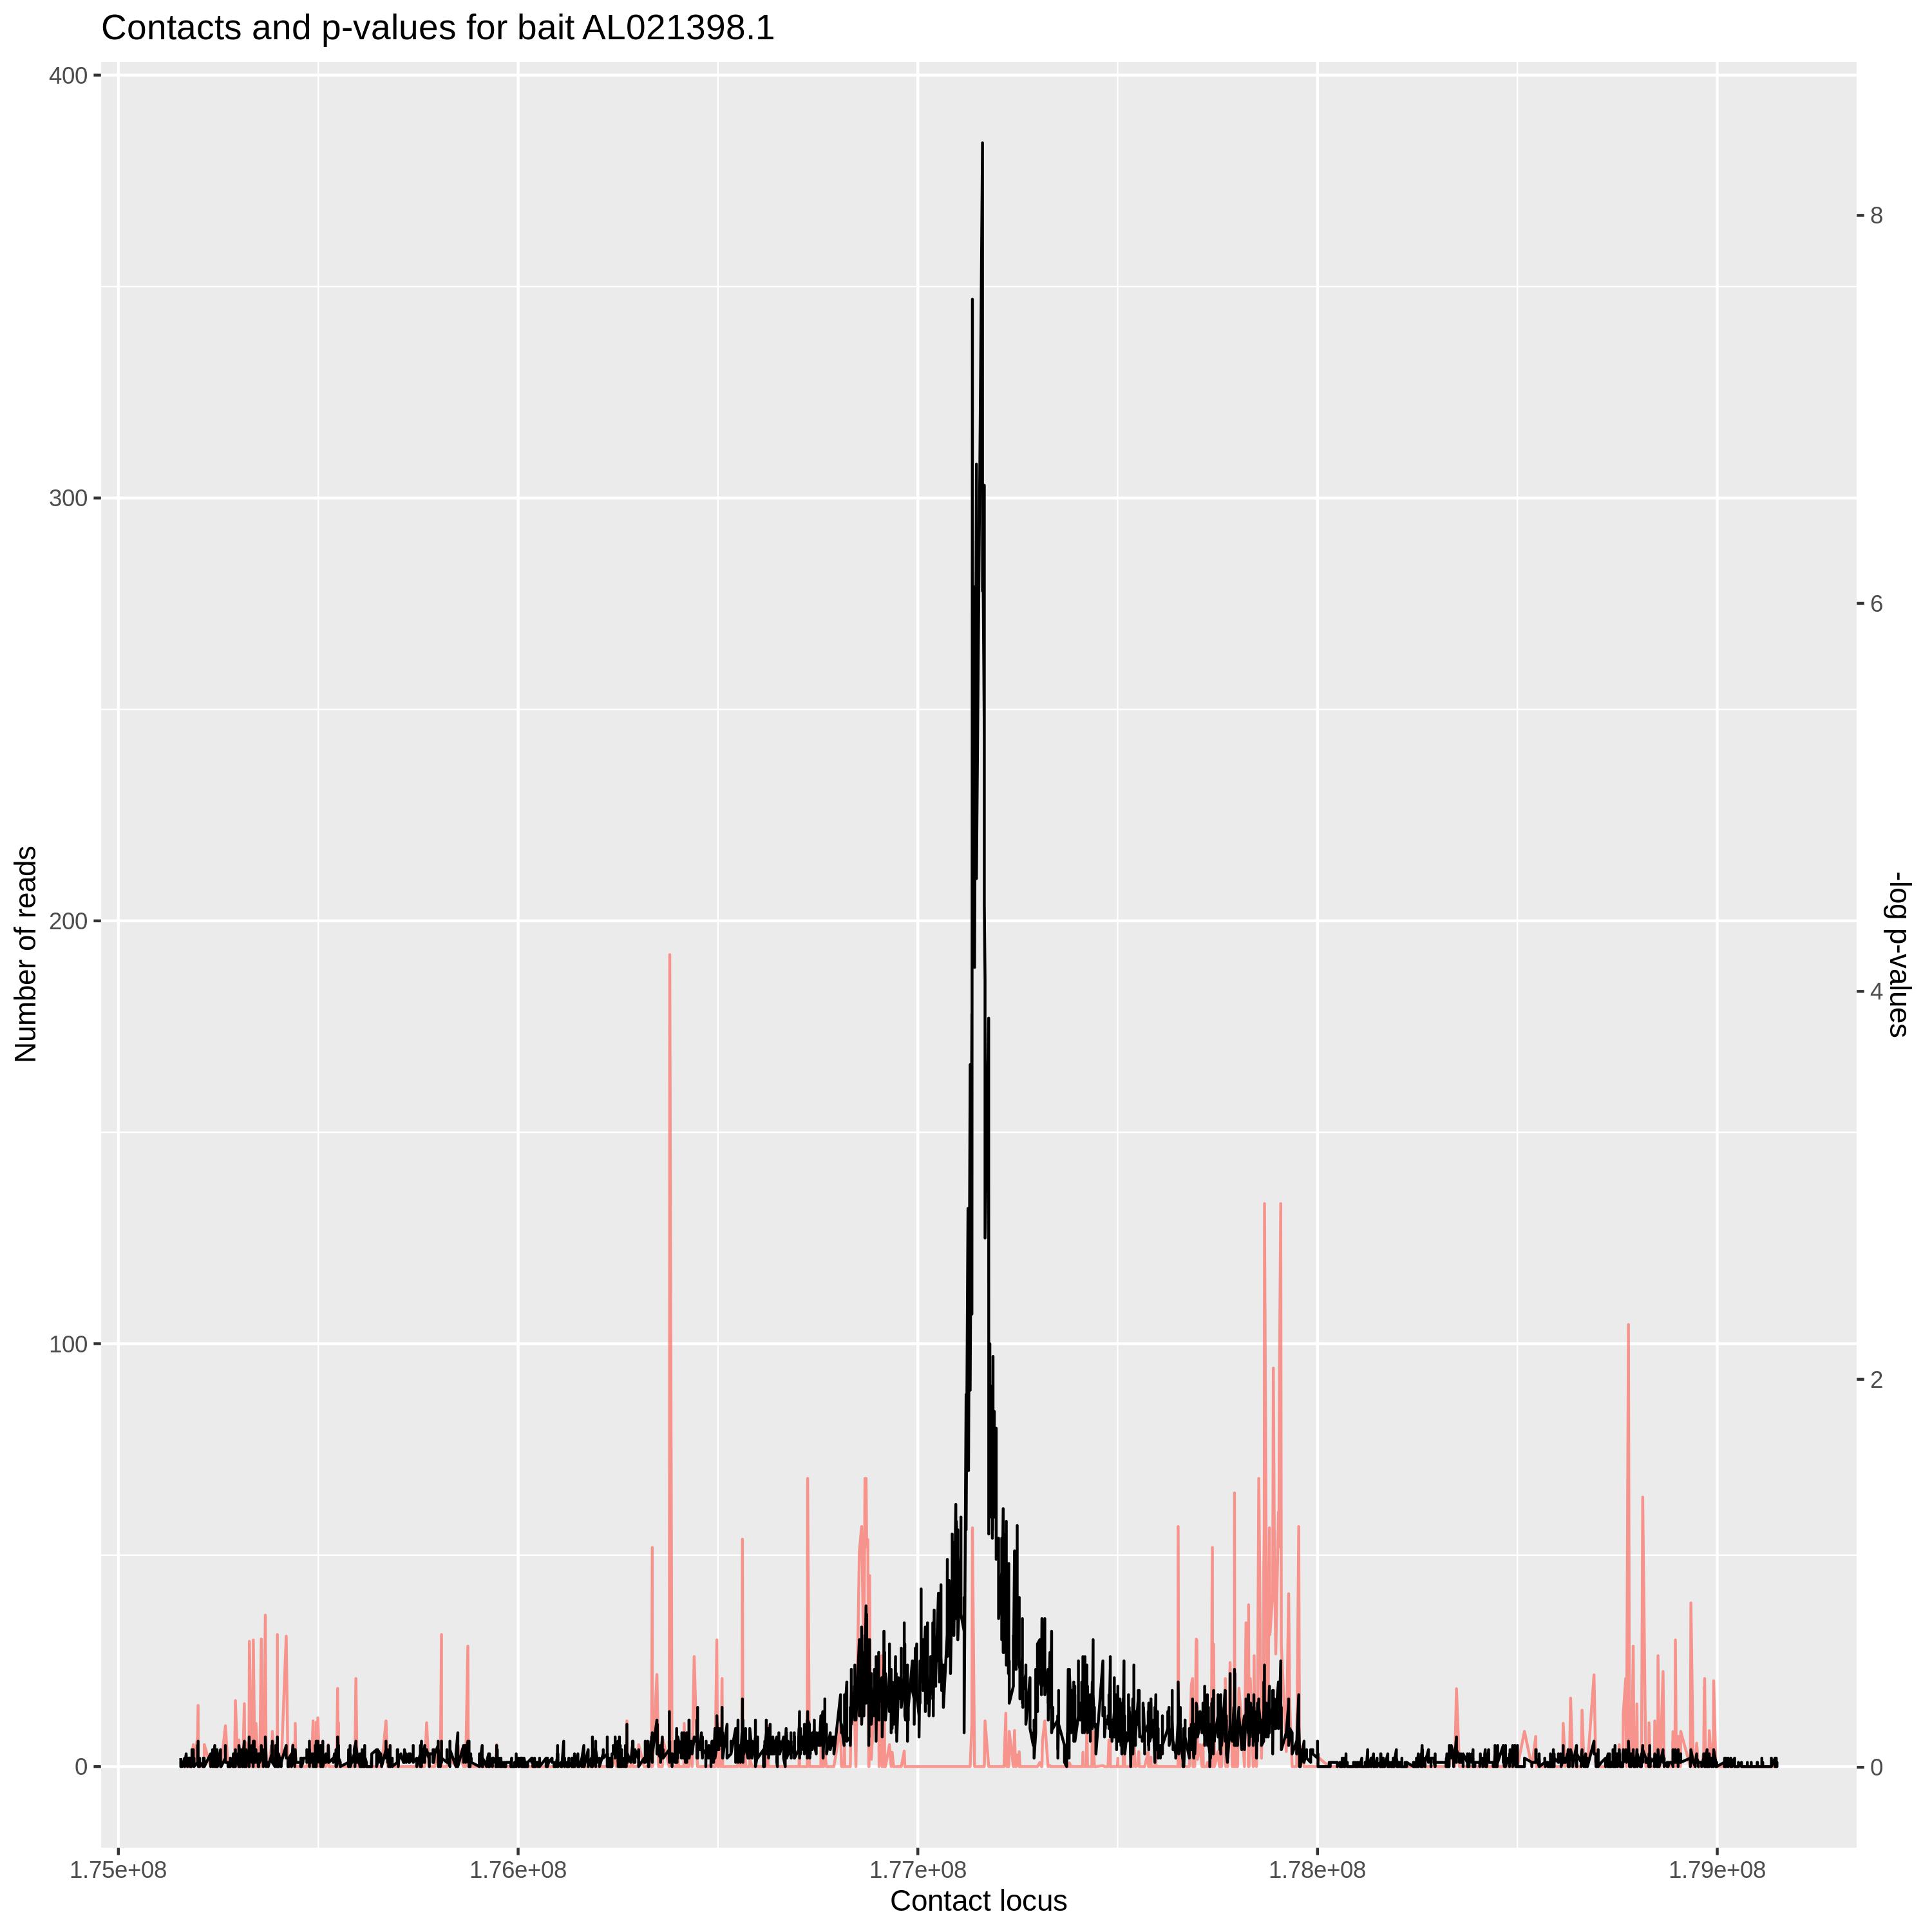 Contacts and p-values for bait AL021398.1
400
300
200
100
0
Number of reads
8
6
4
2
0
-log p-values
1.75e+08
1.76e+08
1.77e+08
1.78e+08
1.79e+08
Contact locus